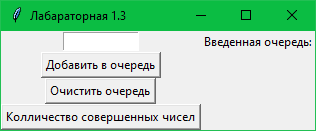 Лабараторная 1.3
Введенная очередь:
Добавить в очередь
Очистить очередь
Колличество совершенных чисел